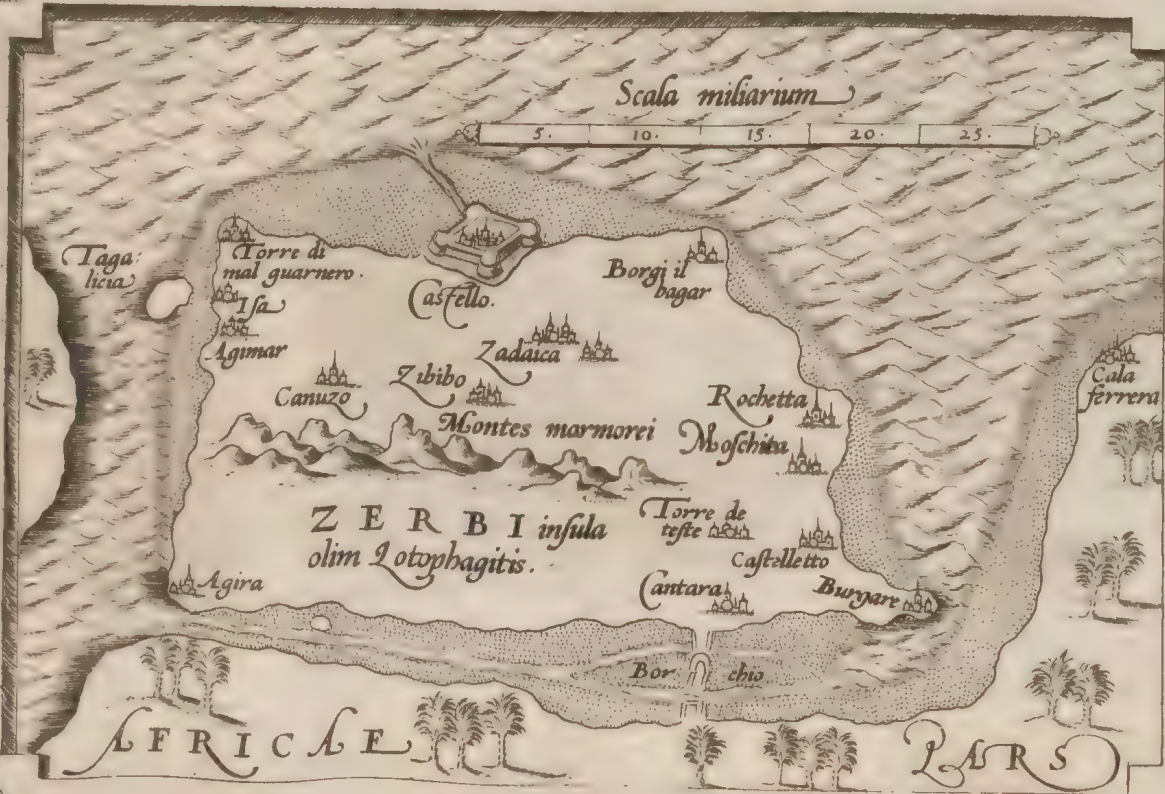 Scala miliarium
5. 10. 15. 20. 25.
Taga:
licia
Torre di
mal guarnero.
Isa
Agimar
Castello.
Borgi il
bagar
Zadaica
Canuzo
Zibibo
Montes marmorei
Rochetta
Moschita
Cala
ferrera
ZERBI insula
olim Lotophagitis.
Torre de
teste
Castelletto
Agira
Cantara
Burgare
Bor chio
AFRICAE PARS